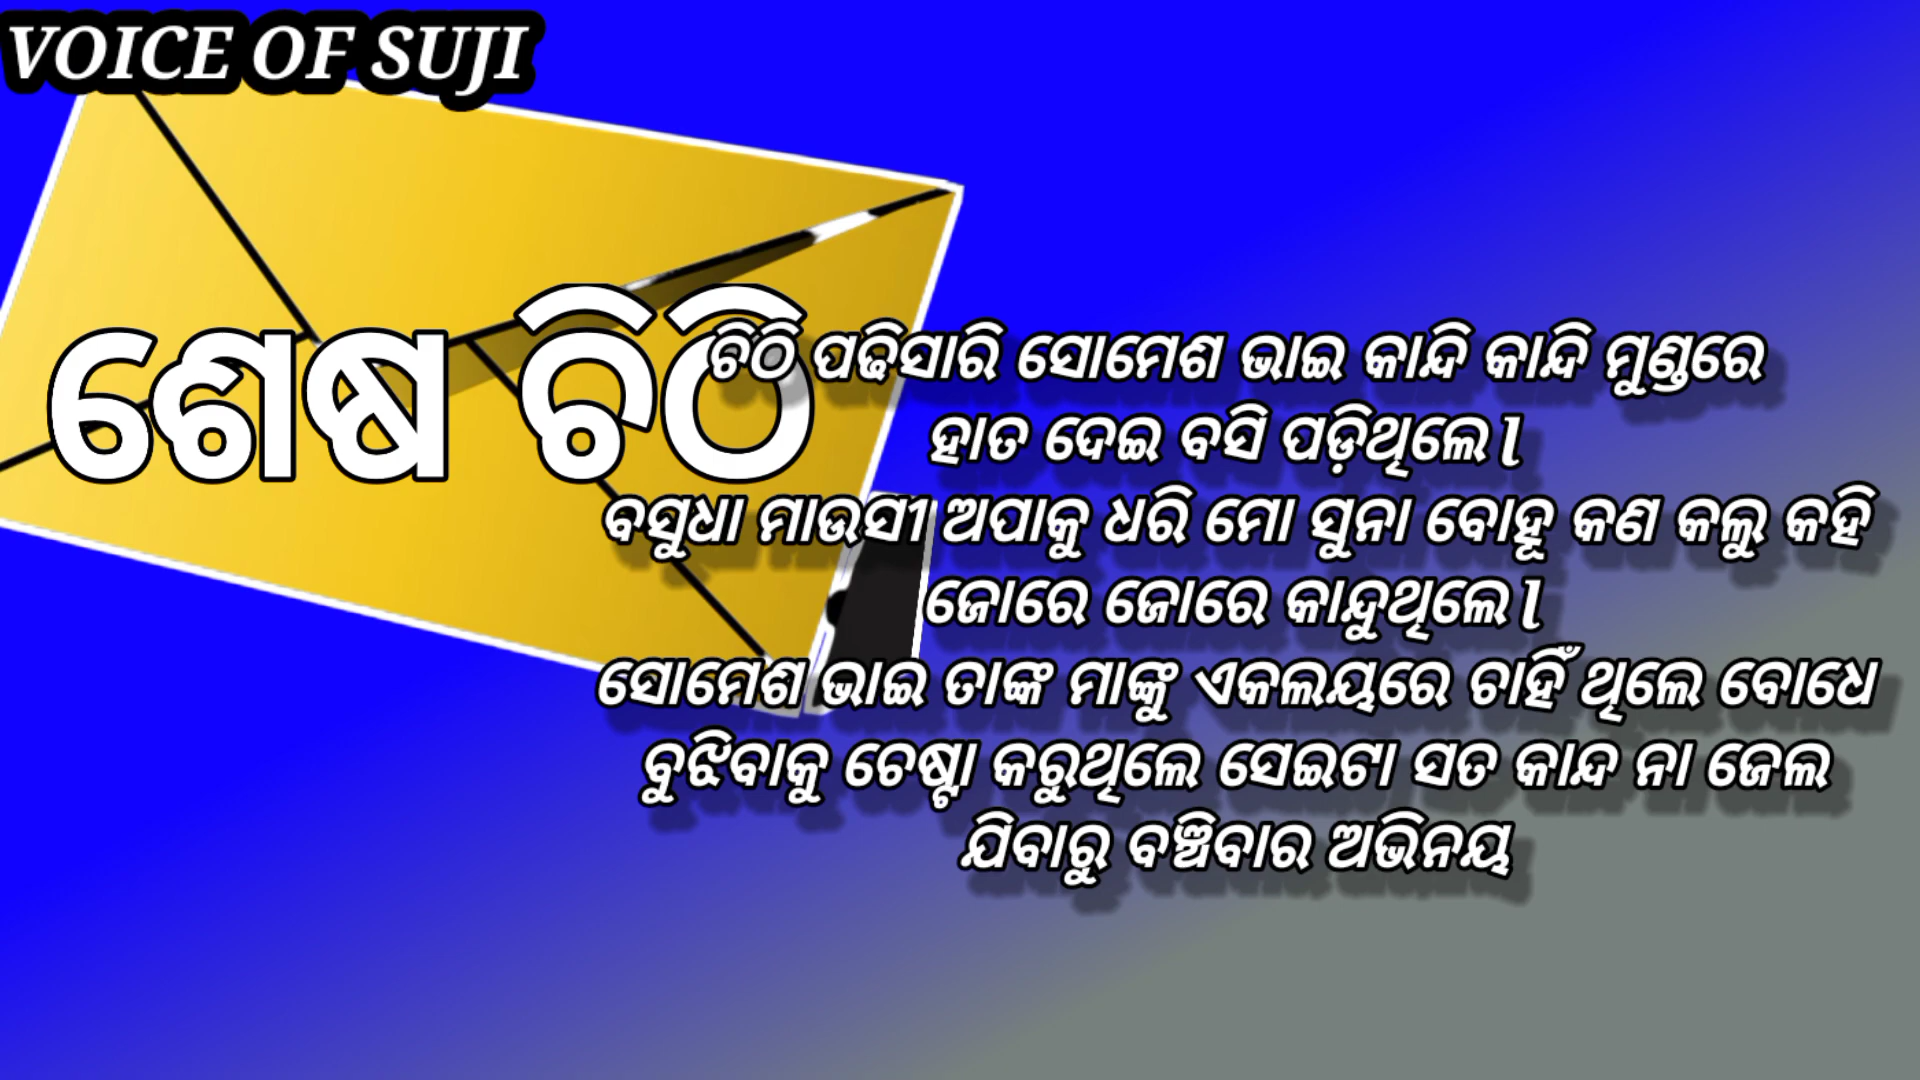 VOICE OF SUJI
ଶେଷ ଚିଠି
ଚିଠି ପଢିସାରି ସୋମେଶ ଭାଇ କାନ୍ଦି କାନ୍ଦି ମୁଣ୍ଡରେ
ହାତ ଦେଇ ବସି ପଡ଼ିଥିଲେ l
ବସୁଧା ମାଉସୀ ଅପାକୁ ଧରି ମୋ ସୁନା ବୋହୂ କଣ କଲୁ କହି
ଜୋରେ ଜୋରେ କାନ୍ଦୁଥିଲେ l
ସୋମେଶ ଭାଇ ତାଙ୍କ ମାଙ୍କୁ ଏକଲୟରେ ଚାହିଁ ଥିଲେ ବୋଧେ
ବୁଝିବାକୁ ଚେଷ୍ଟା କରୁଥିଲେ ସେଇଟା ସତ କାନ୍ଦ ନା ଜେଲ
ଯିବାରୁ ବଞ୍ଚିବାର ଅଭିନୟ